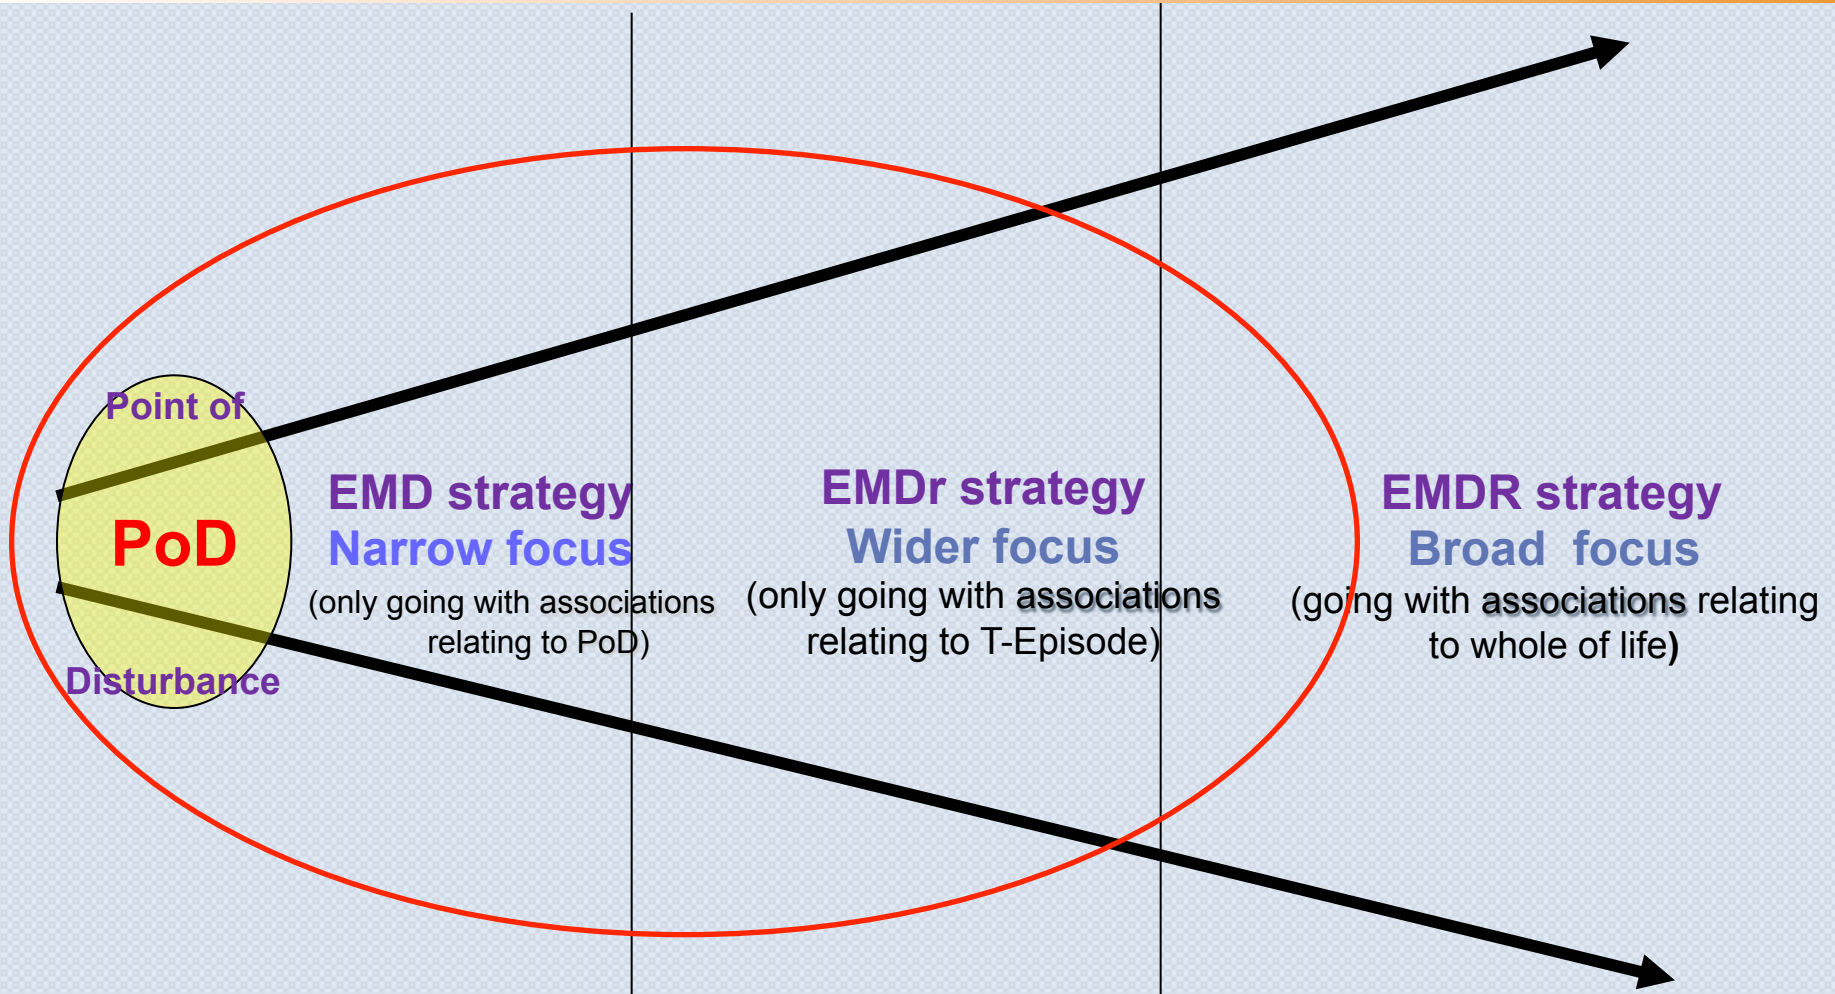 Point of
PoD
Disturbance
EMD strategy
Narrow focus
(only going with associations
relating to PoD)
EMDr strategy
Wider focus
(only going with associations
relating to T-Episode)
EMDR strategy
Broad  focus
(going with associations relating
to whole of life)